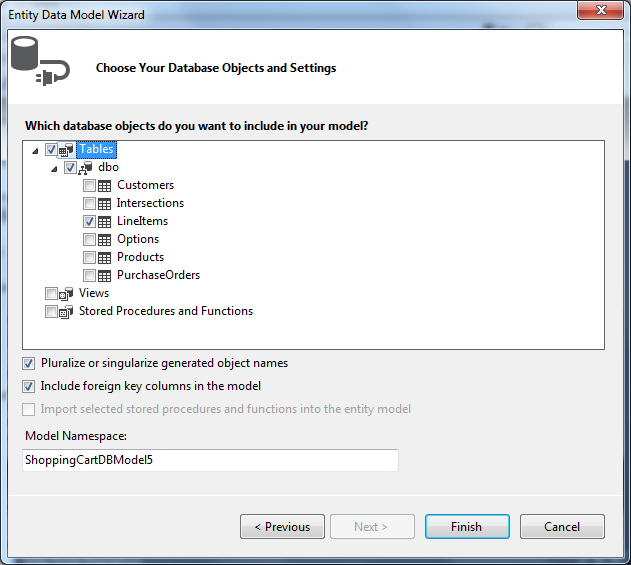 Entity Data Model Wizard
Choose Your Database Objects and Settings
Which database objects do you want to include in your model?
Tables
dbo
Customers
Intersections
LineItems
Options
Products
PurchaseOrders
Views
Stored Procedures and Functions
Pluralize or singularize generated object names
Include foreign key columns in the model
Import selected stored procedures and functions into the entity model
Model Namespace:
ShoppingCartDBModel5
< Previous Next > Finish Cancel